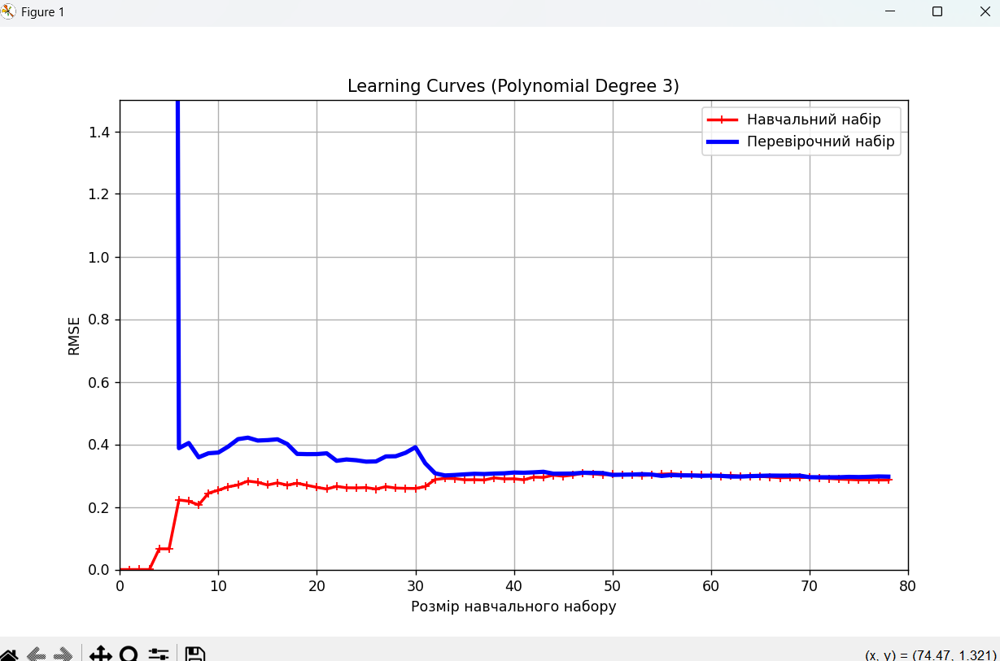 Figure 1
Learning Curves (Polynomial Degree 3)
Навчальний набір
Перевірочний набір
1.4
1.2
1.0
0.8
0.6
0.4
0.2
0.0
RMSE
0 10 20 30 40 50 60 70 80
Розмір навчального набору
(x, y) = (74.47, 1.321)